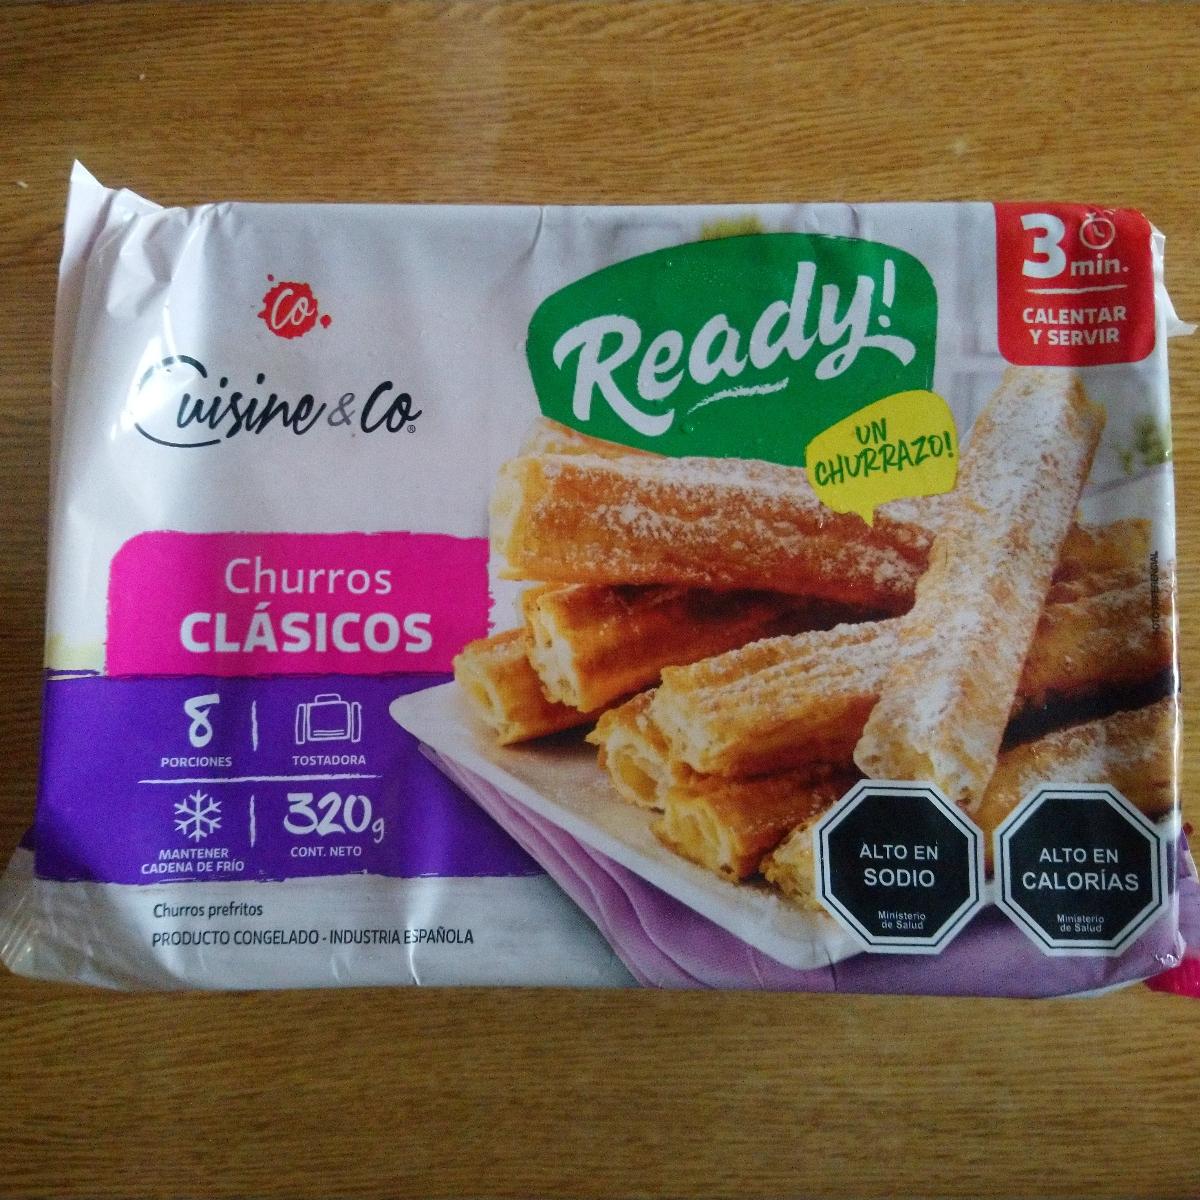 Co
Cuisine & Co®
Ready!
UN
CHURRAZO!
3
min.
CALENTAR
Y SERVIR
Churros
CLÁSICOS
8
PORCIONES
TOSTADORA
MANTENER
CADENA DE FRÍO
320g
CONT. NETO
Churros prefritos
PRODUCTO CONGELADO - INDUSTRIA ESPAÑOLA
ALTO EN
SODIO
Ministerio
de Salud
ALTO EN
CALORÍAS
Ministerio
de Salud